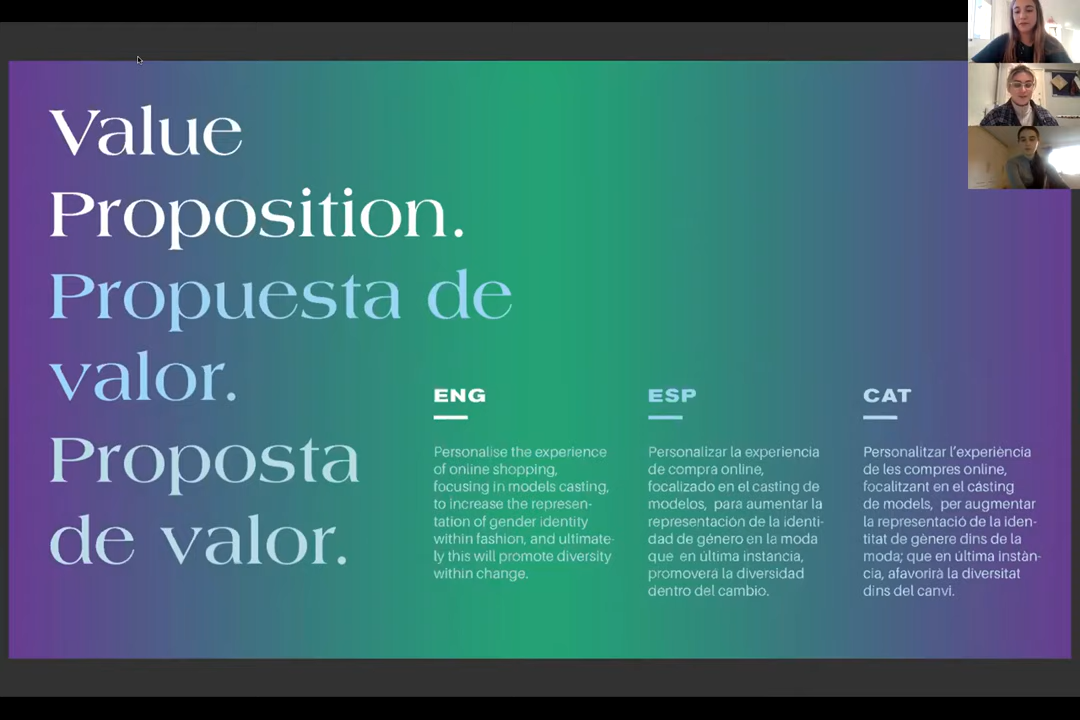 Value
Proposition.
Propuesta de
valor.
Proposta
de valor.
ENG
Personalise the experience
of online shopping,
focusing in models casting,
to increase the represen-
tation of gender identity
within fashion, and ultimate-
ly this will promote diversity
within change.
ESP
Personalizar la experiencia
de compra online,
focalizado en el casting de
modelos, para aumentar la
representación de la identi-
dad de género en la moda
que en última instancia,
promoverá la diversidad
dentro del cambio.
CAT
Personalitzar l'experiència
de les compres online,
focalitzant en el càsting
de models, per augmentar
la representació de la iden-
titat de gènere dins de la
moda; que en última instàn-
cia, afavorirà la diversitat
dins del canvi.